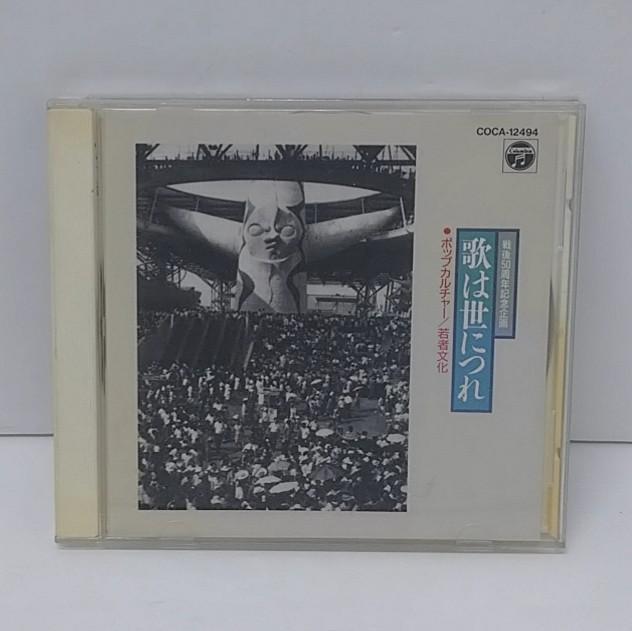 COCA-12494
Columbia
戦後50周年記念企画
歌は世につれ
●ポップカルチャー/若者文化